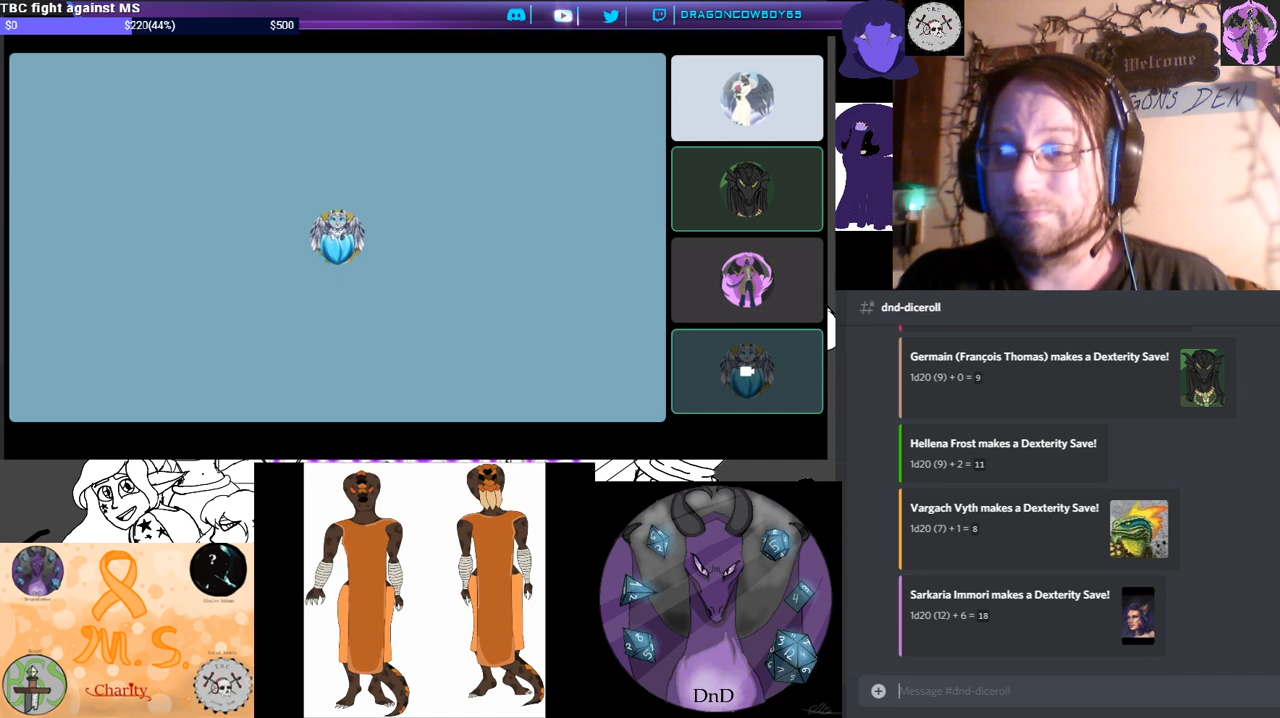 TBC fight against MS
$0
$220(44%)
$500
DRAGONCOWBOY69
Welcome
DEN
dnd-diceroll
Germain (François Thomas) makes a Dexterity Save!
1d20 (9) + 0 = 9
Hellena Frost makes a Dexterity Save!
1d20 (9) + 2 = 11
Vargach Vyth makes a Dexterity Save!
1d20 (7) + 1 = 8
Sarkaria Immori makes a Dexterity Save!
1d20 (12) + 6 = 18
Message #dnd-diceroll
?
M.S.
Charity
TBC
DnD